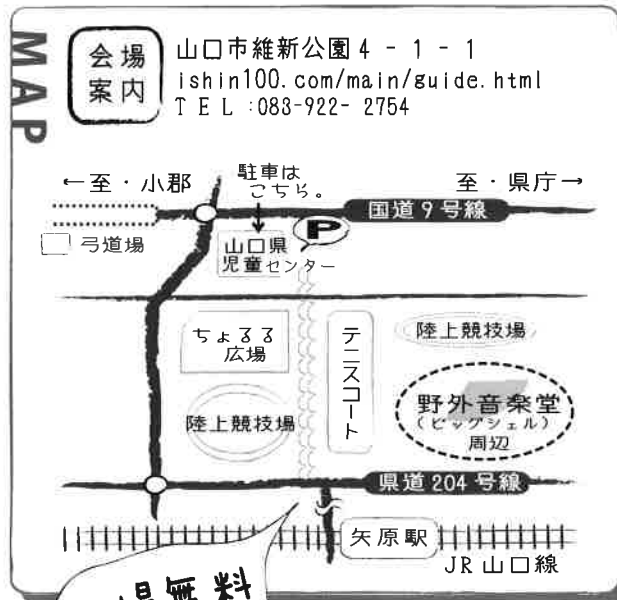 MAP
会場
案内
山口市維新公園4-1-1
ishin100.com/main/guide.html
TEL:083-922-2754
←至・小郡
駐車は
こちら。
至・県庁→
国道9号線
P
弓道場
山口県
児童センター
ちょるる
広場
テニスコート
陸上競技場
陸上競技場
野外音楽堂
(ビッグシェル)
周辺
県道204号線
矢原駅
JR山口線
場無料